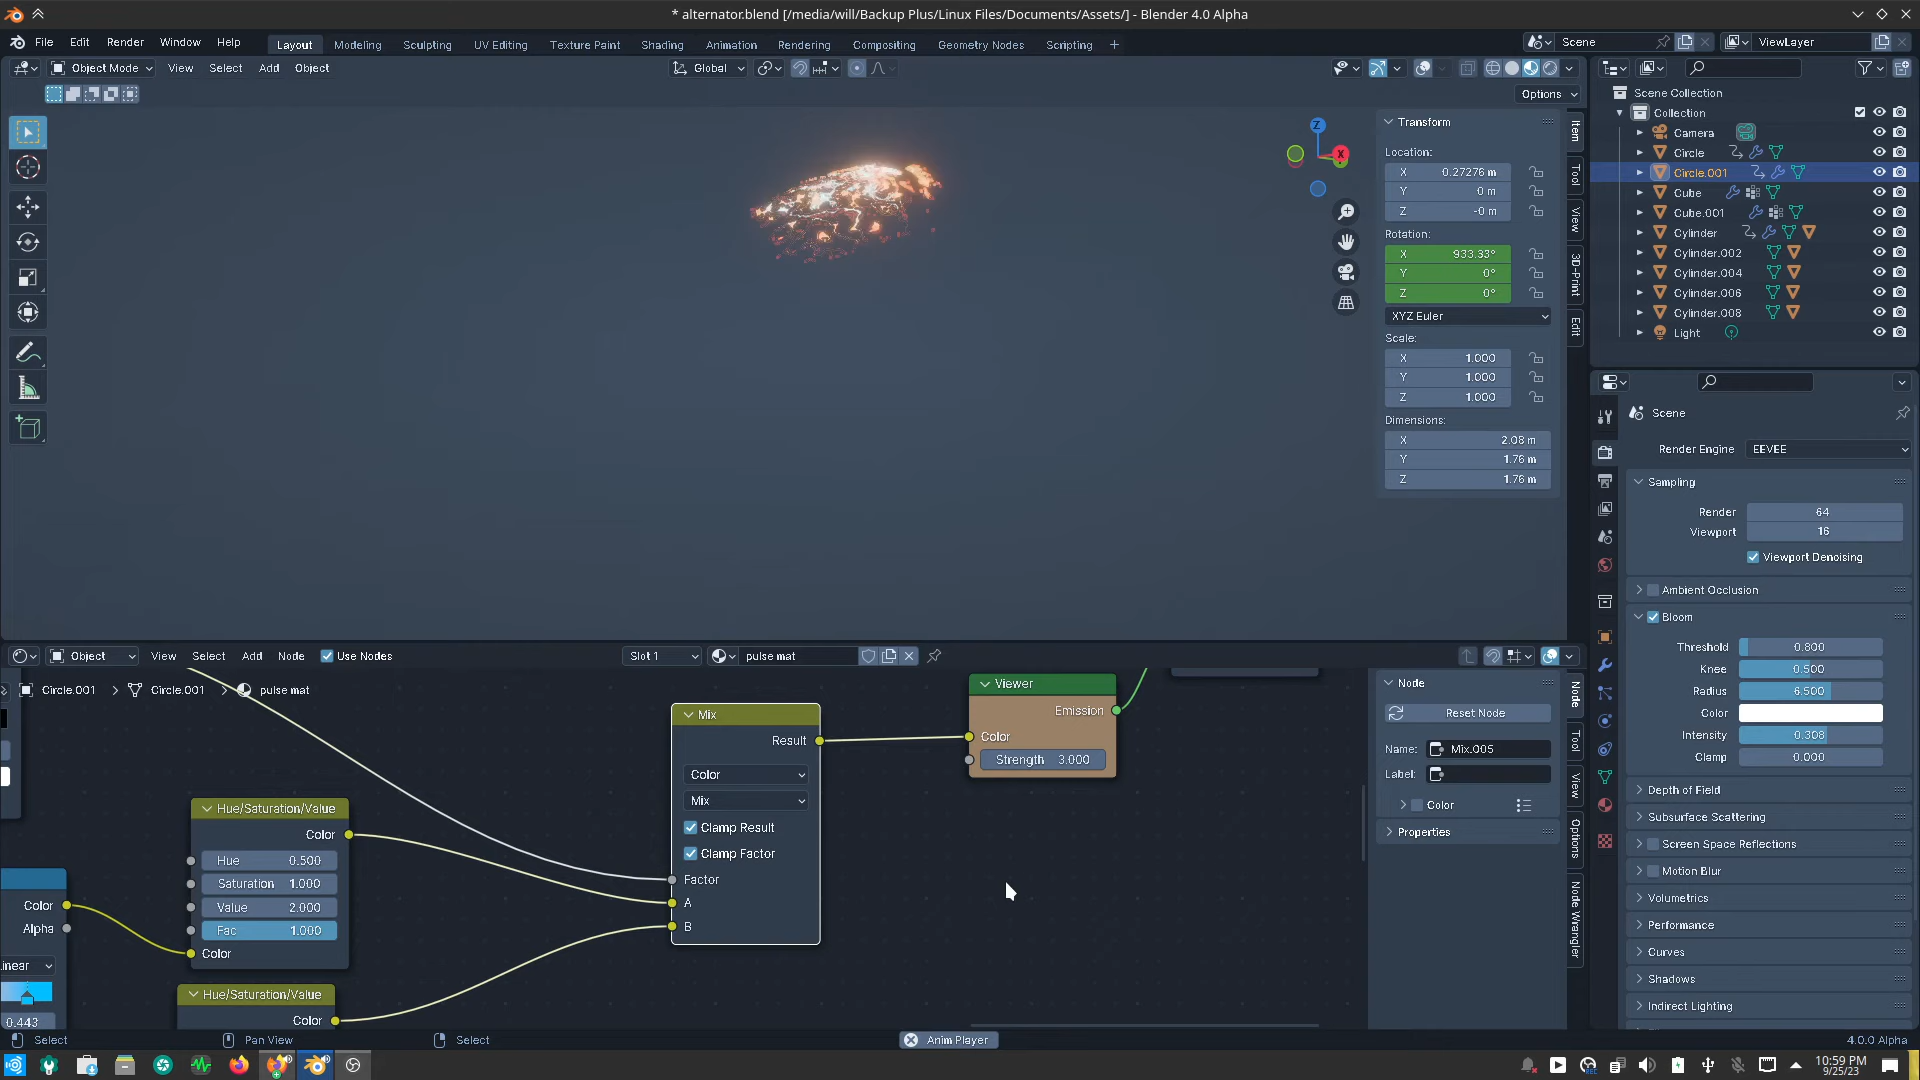 * alternator.blend [/media/will/Backup Plus/Linux Files/Documents/Assets/] - Blender 4.0 Alpha
File Edit Render Window Help
Layout Modeling Sculpting UV Editing Texture Paint Shading Animation Rendering Compositing Geometry Nodes Scripting +
Scene
ViewLayer
Object Mode View Select Add Object
Global
Options
Transform
Location:
X 0.27276 m
Y 0 m
Z -0 m
Rotation:
X 933.33°
Y 0°
Z 0°
XYZ Euler
Scale:
X 1.000
Y 1.000
Z 1.000
Dimensions:
X 2.08 m
Y 1.76 m
Z 1.76 m
Item
Tool
View
3D-Print
Edit
Z
X
Scene Collection
Collection
Camera
Circle
Circle.001
Cube
Cube.001
Cylinder
Cylinder.002
Cylinder.004
Cylinder.006
Cylinder.008
Light
Scene
Render Engine EEVEE
Sampling
Render 64
Viewport 16
Viewport Denoising
Ambient Occlusion
Bloom
Threshold 0.800
Knee 0.500
Radius 6.500
Color
Intensity 0.308
Clamp 0.000
Depth of Field
Subsurface Scattering
Screen Space Reflections
Motion Blur
Volumetrics
Performance
Curves
Shadows
Indirect Lighting
Object View Select Add Node Use Nodes
Slot 1
pulse mat
Circle.001 > Circle.001 > pulse mat
Mix
Result
Color
Mix
Clamp Result
Clamp Factor
Factor
A
B
Viewer
Emission
Color
Strength 3.000
Hue/Saturation/Value
Color
Hue 0.500
Saturation 1.000
Value 2.000
Fac 1.000
Color
Hue/Saturation/Value
Color
Color
Alpha
inear
0.443
Node
Reset Node
Name: Mix.005
Label:
Color
Properties
Node
Tool
View
Options
Node Wrangler
Select
Pan View
Select
Anim Player
4.0.0 Alpha
10:59 PM
9/25/23